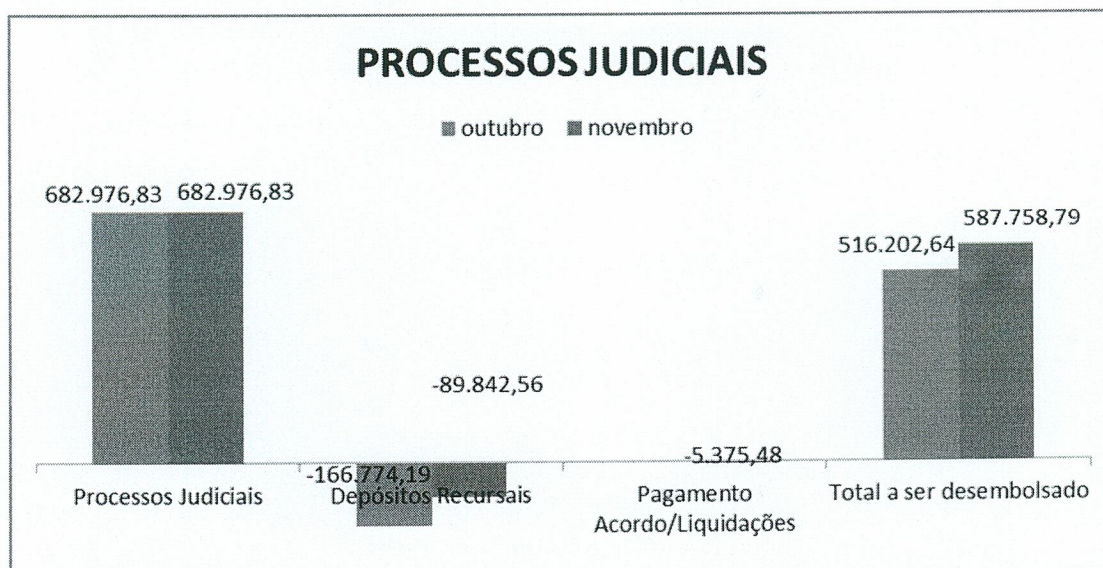 PROCESSOS JUDICIAIS
outubro novembro
682.976,83 682.976,83
587.758,79
516.202,64
-89.842,56
-5.375,48
-166.774,19
Processos Judiciais Depósitos Recursais Pagamento Acordo/Liquidações Total a ser desembolsado